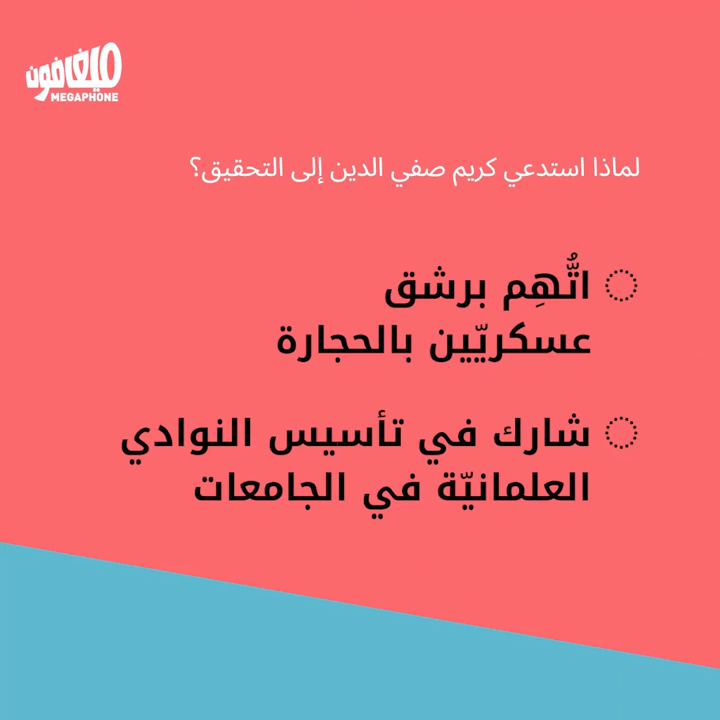 ميغافون
MEGAPHONE
لماذا استدعي كريم صفي الدين إلى التحقيق؟
اتُّهِم برشق
عسكريّين بالحجارة
شارك في تأسيس النوادي
العلمانيّة في الجامعات